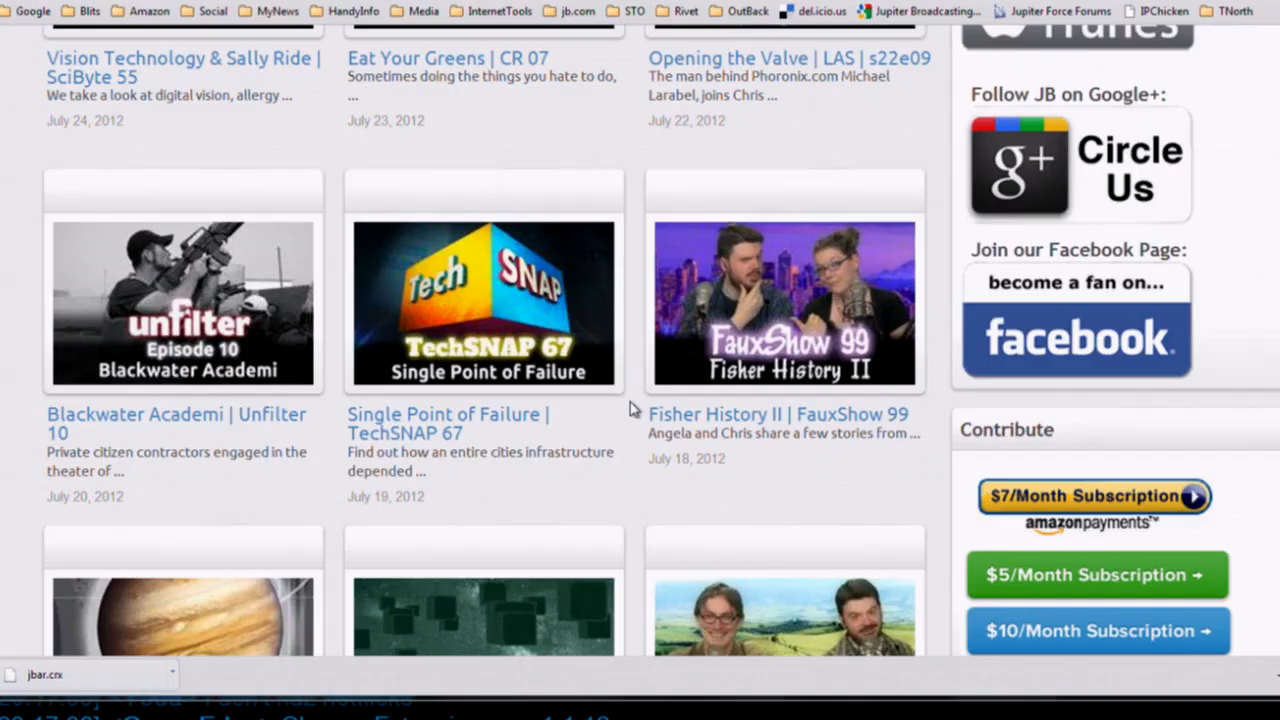 Google Blits Amazon Social MyNews HandyInfo Media InternetTools jb.com STO Rivet OutBack del.icio.us Jupiter Broadcasting... Jupiter Force Forums IPChicken TNorth
iTunes
Vision Technology & Sally Ride |
SciByte 55
We take a look at digital vision, allergy ...
July 24, 2012
Eat Your Greens | CR 07
Sometimes doing the things you hate to do,
...
July 23, 2012
Opening the Valve | LAS | s22e09
The man behind Phoronix.com Michael
Larabel, joins Chris ...
July 22, 2012
Follow JB on Google+:
g+
Circle
Us
Join our Facebook Page:
become a fan on...
facebook.
unfilter
Episode 10
Blackwater Academi
Tech SNAP
TechSNAP 67
Single Point of Failure
FauxShow 99
Fisher History II
Blackwater Academi | Unfilter
10
Private citizen contractors engaged in the
theater of ...
July 20, 2012
Single Point of Failure |
TechSNAP 67
Find out how an entire cities infrastructure
depended ...
July 19, 2012
Fisher History II | FauxShow 99
Angela and Chris share a few stories from ...
July 18, 2012
Contribute
$7/Month Subscription
amazonpayments™
$5/Month Subscription →
$10/Month Subscription →
jbar.crx